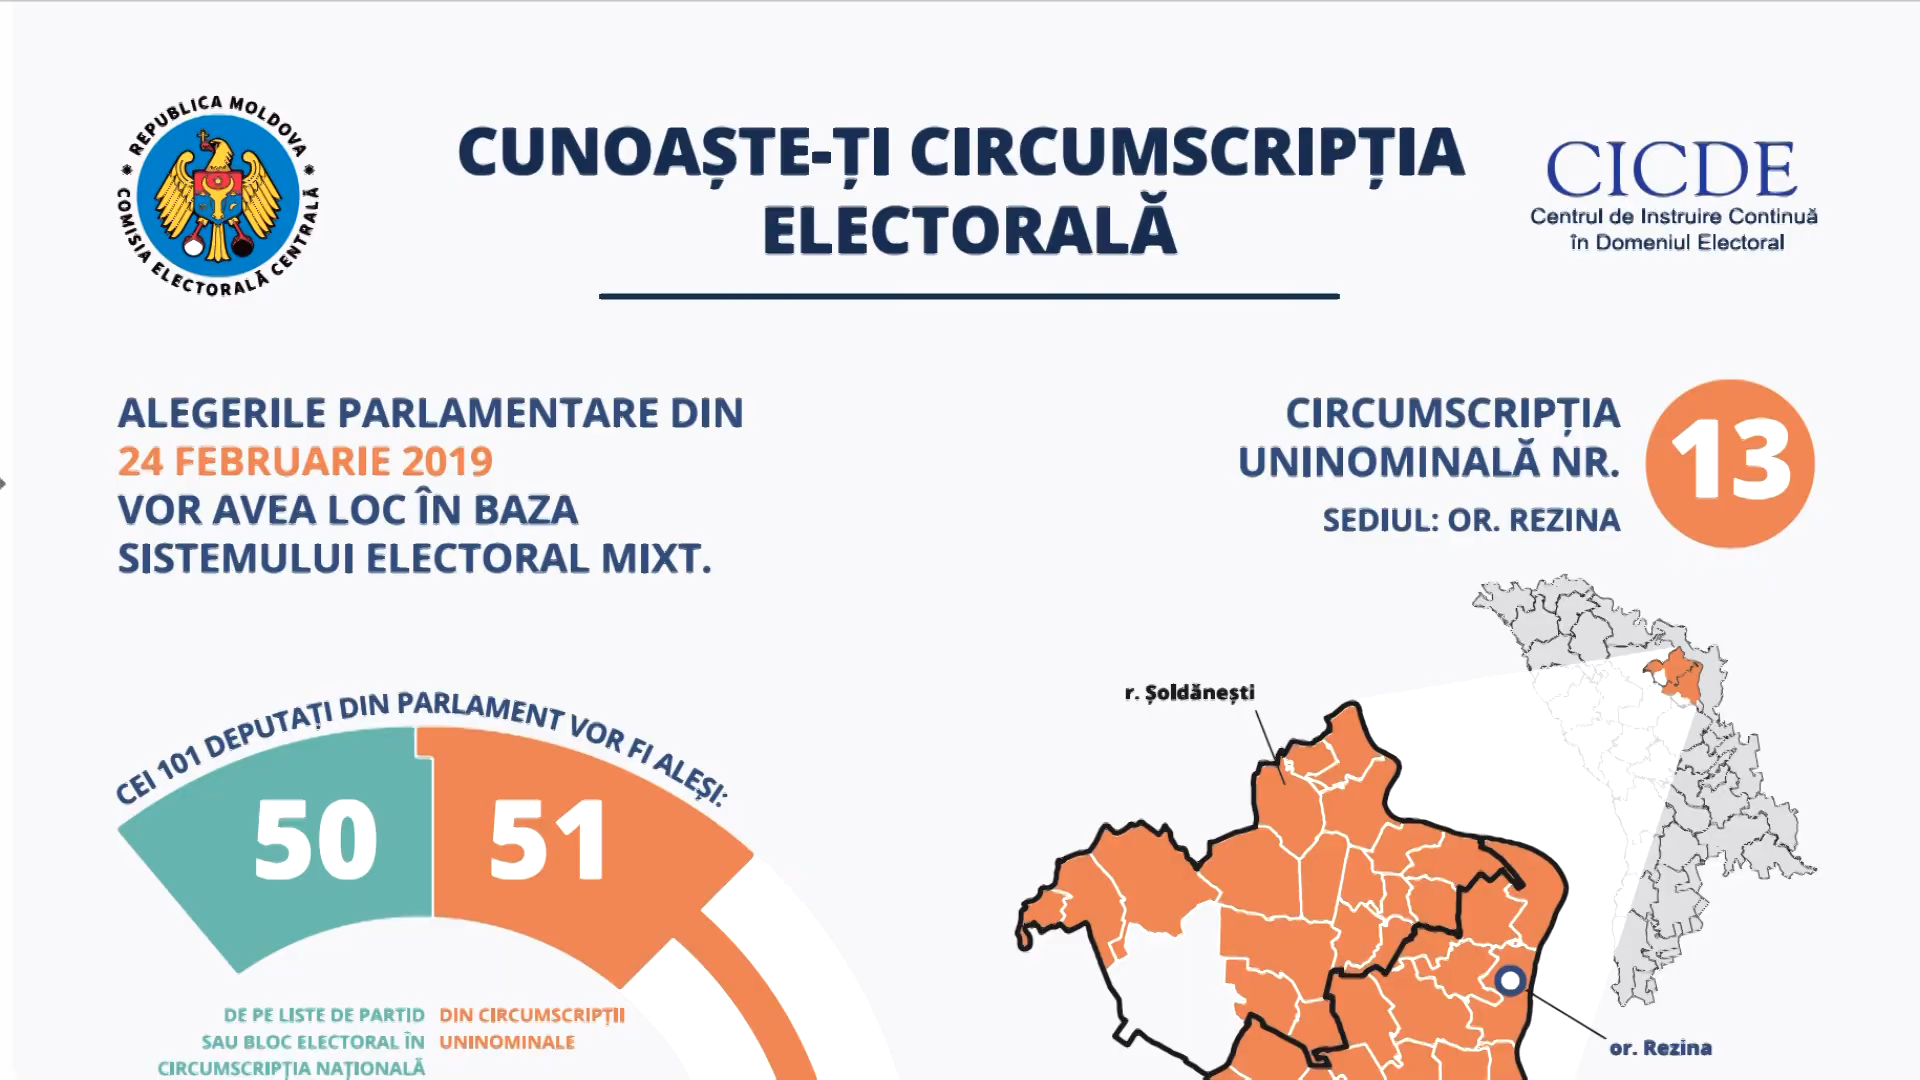 REPUBLICA MOLDOVA
COMISIA ELECTORALĂ CENTRALĂ
CUNOAȘTE-ȚI CIRCUMSCRIPȚIA
ELECTORALĂ
CICDE
Centrul de Instruire Continuă
în Domeniul Electoral
ALEGERILE PARLAMENTARE DIN
24 FEBRUARIE 2019
VOR AVEA LOC ÎN BAZA
SISTEMULUI ELECTORAL MIXT.
CIRCUMSCRIPȚIA
UNINOMINALĂ NR.
13
SEDIUL: OR. REZINA
CEI 101 DEPUTAȚI DIN PARLAMENT VOR FI ALEȘI:
50
51
DE PE LISTE DE PARTID
SAU BLOC ELECTORAL ÎN
CIRCUMSCRIPȚIA NAȚIONALĂ
DIN CIRCUMSCRIPȚII
UNINOMINALE
r. Șoldănești
or. Rezina